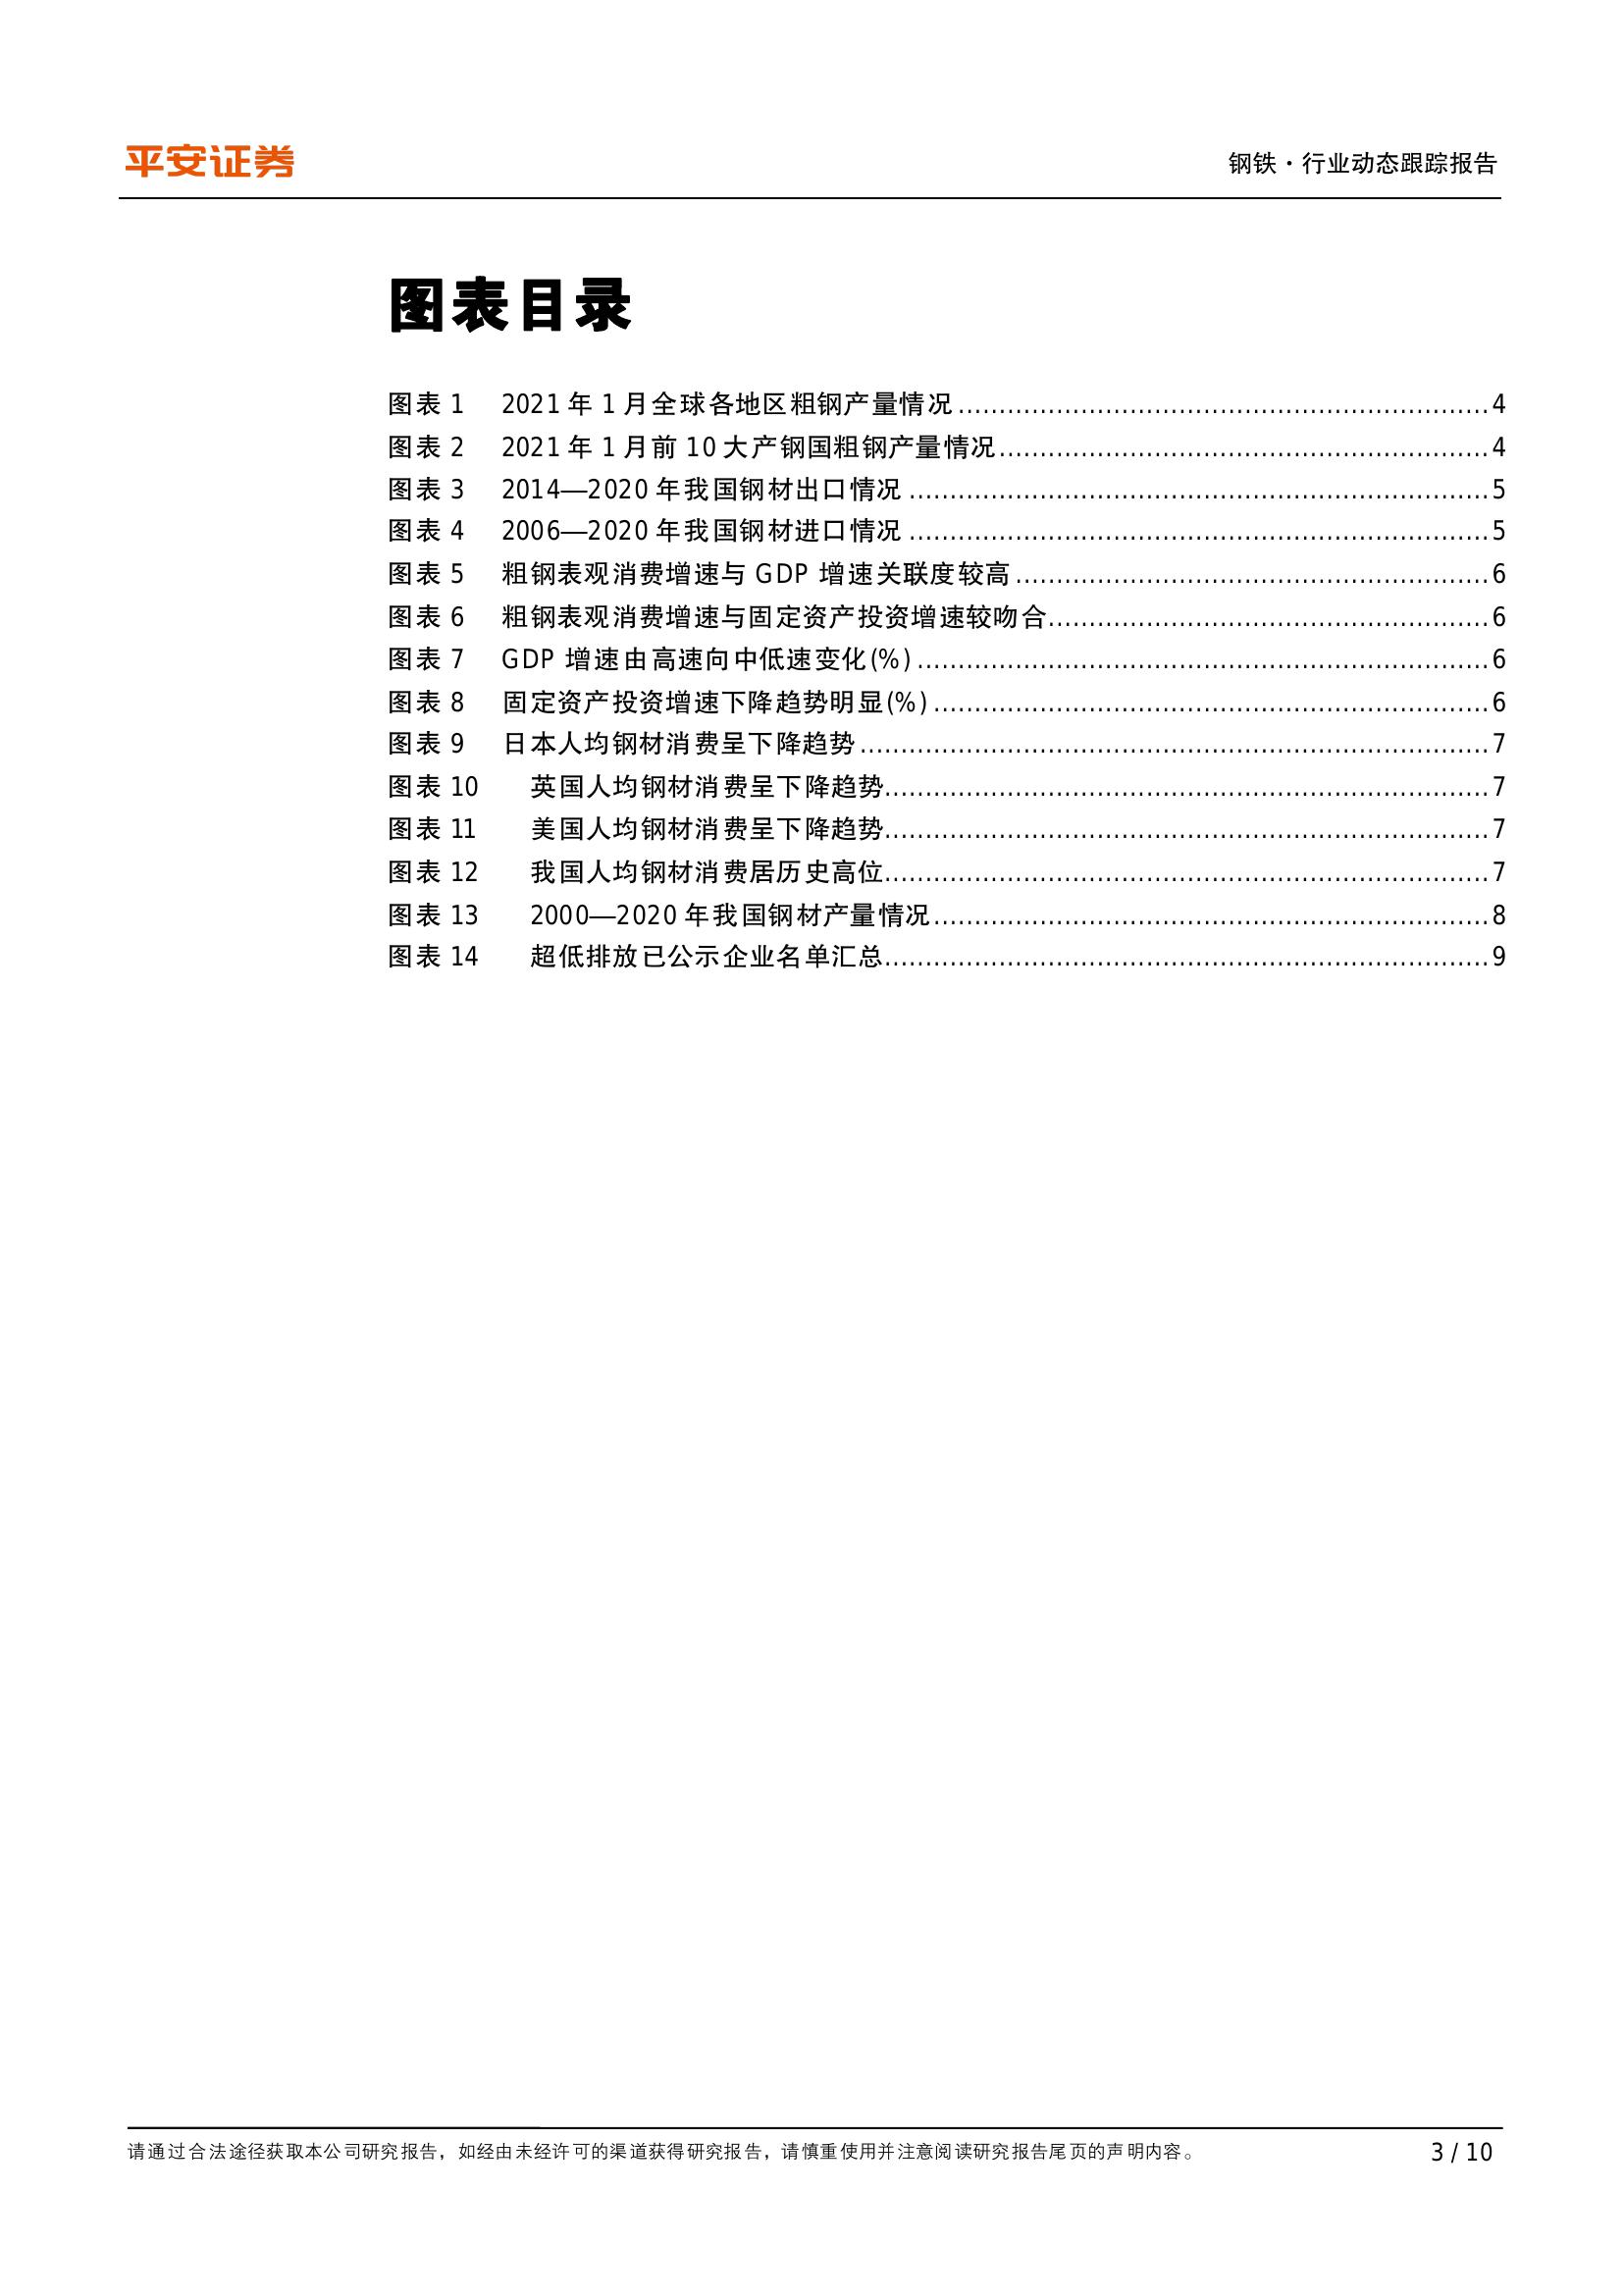 平安证券
钢铁·行业动态跟踪报告
图表目录
图表 1 2021 年 1 月全球各地区粗钢产量情况 ........ 4
图表 2 2021 年 1 月前 10 大产钢国粗钢产量情况 ........ 4
图表 3 2014—2020 年我国钢材出口情况 ........ 5
图表 4 2006—2020 年我国钢材进口情况 ........ 5
图表 5 粗钢表观消费增速与 GDP 增速关联度较高 ........ 6
图表 6 粗钢表观消费增速与固定资产投资增速较吻合 ........ 6
图表 7 GDP 增速由高速向中低速变化(%) ........ 6
图表 8 固定资产投资增速下降趋势明显(%) ........ 6
图表 9 日本人均钢材消费呈下降趋势 ........ 7
图表 10 英国人均钢材消费呈下降趋势 ........ 7
图表 11 美国人均钢材消费呈下降趋势 ........ 7
图表 12 我国人均钢材消费居历史高位 ........ 7
图表 13 2000—2020 年我国钢材产量情况 ........ 8
图表 14 超低排放已公示企业名单汇总 ........ 9
请通过合法途径获取本公司研究报告，如经由未经许可的渠道获得研究报告，请慎重使用并注意阅读研究报告尾页的声明内容。
3 / 10